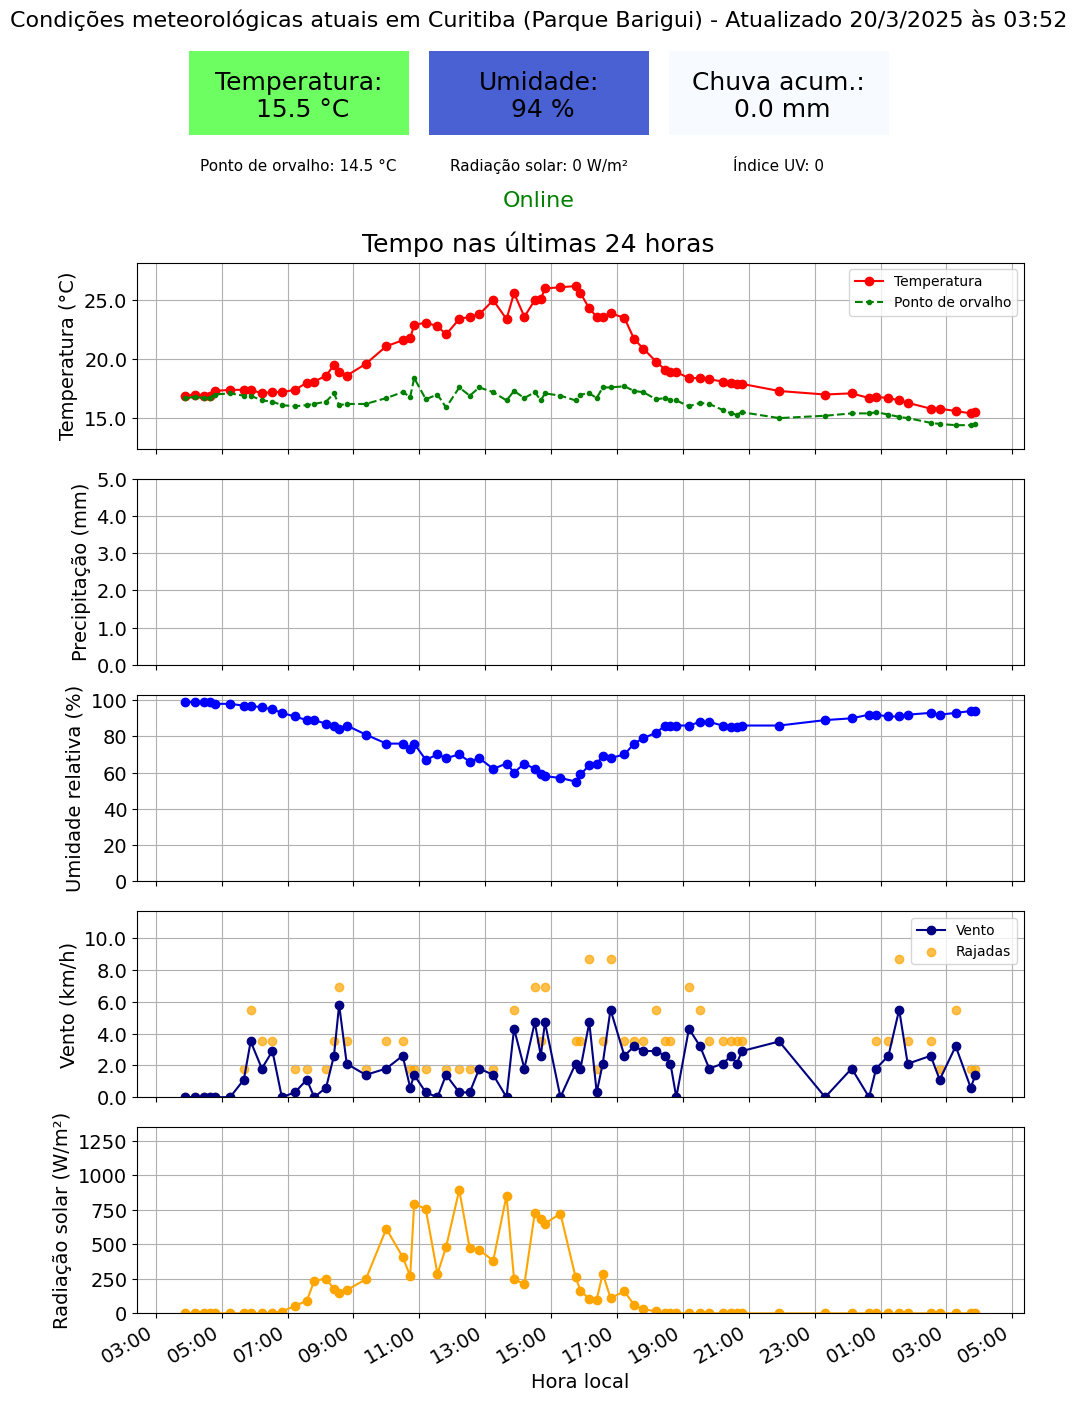 Condições meteorológicas atuais em Curitiba (Parque Barigui) - Atualizado 20/3/2025 às 03:52
Temperatura:
15.5 °C
Umidade:
94 %
Chuva acum.:
0.0 mm
Ponto de orvalho: 14.5 °C
Radiação solar: 0 W/m²
Índice UV: 0
Online
Tempo nas últimas 24 horas
Temperatura (°C)
25.0
20.0
15.0
Temperatura
Ponto de orvalho
Precipitação (mm)
5.0
4.0
3.0
2.0
1.0
0.0
Umidade relativa (%)
100
80
60
40
20
0
Vento (km/h)
10.0
8.0
6.0
4.0
2.0
0.0
Vento
Rajadas
Radiação solar (W/m²)
1250
1000
750
500
250
0
03:00 05:00 07:00 09:00 11:00 13:00 15:00 17:00 19:00 21:00 23:00 01:00 03:00 05:00
Hora local